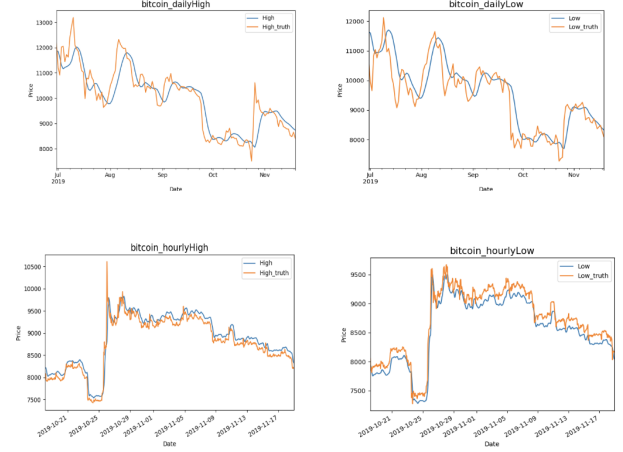 bitcoin_dailyHigh
High
High_truth
13000
12000
11000
10000
9000
8000
Price
Jul
2019
Aug
Sep
Oct
Nov
Date
bitcoin_dailyLow
Low
Low_truth
12000
11000
10000
9000
8000
Price
Jul
2019
Aug
Sep
Oct
Nov
Date
bitcoin_hourlyHigh
High
High_truth
10500
10000
9500
9000
8500
8000
7500
Price
2019-10-21
2019-10-25
2019-10-29
2019-11-01
2019-11-05
2019-11-09
2019-11-13
2019-11-17
Date
bitcoin_hourlyLow
Low
Low_truth
9500
9000
8500
8000
7500
Price
2019-10-21
2019-10-25
2019-10-29
2019-11-01
2019-11-05
2019-11-09
2019-11-13
2019-11-17
Date